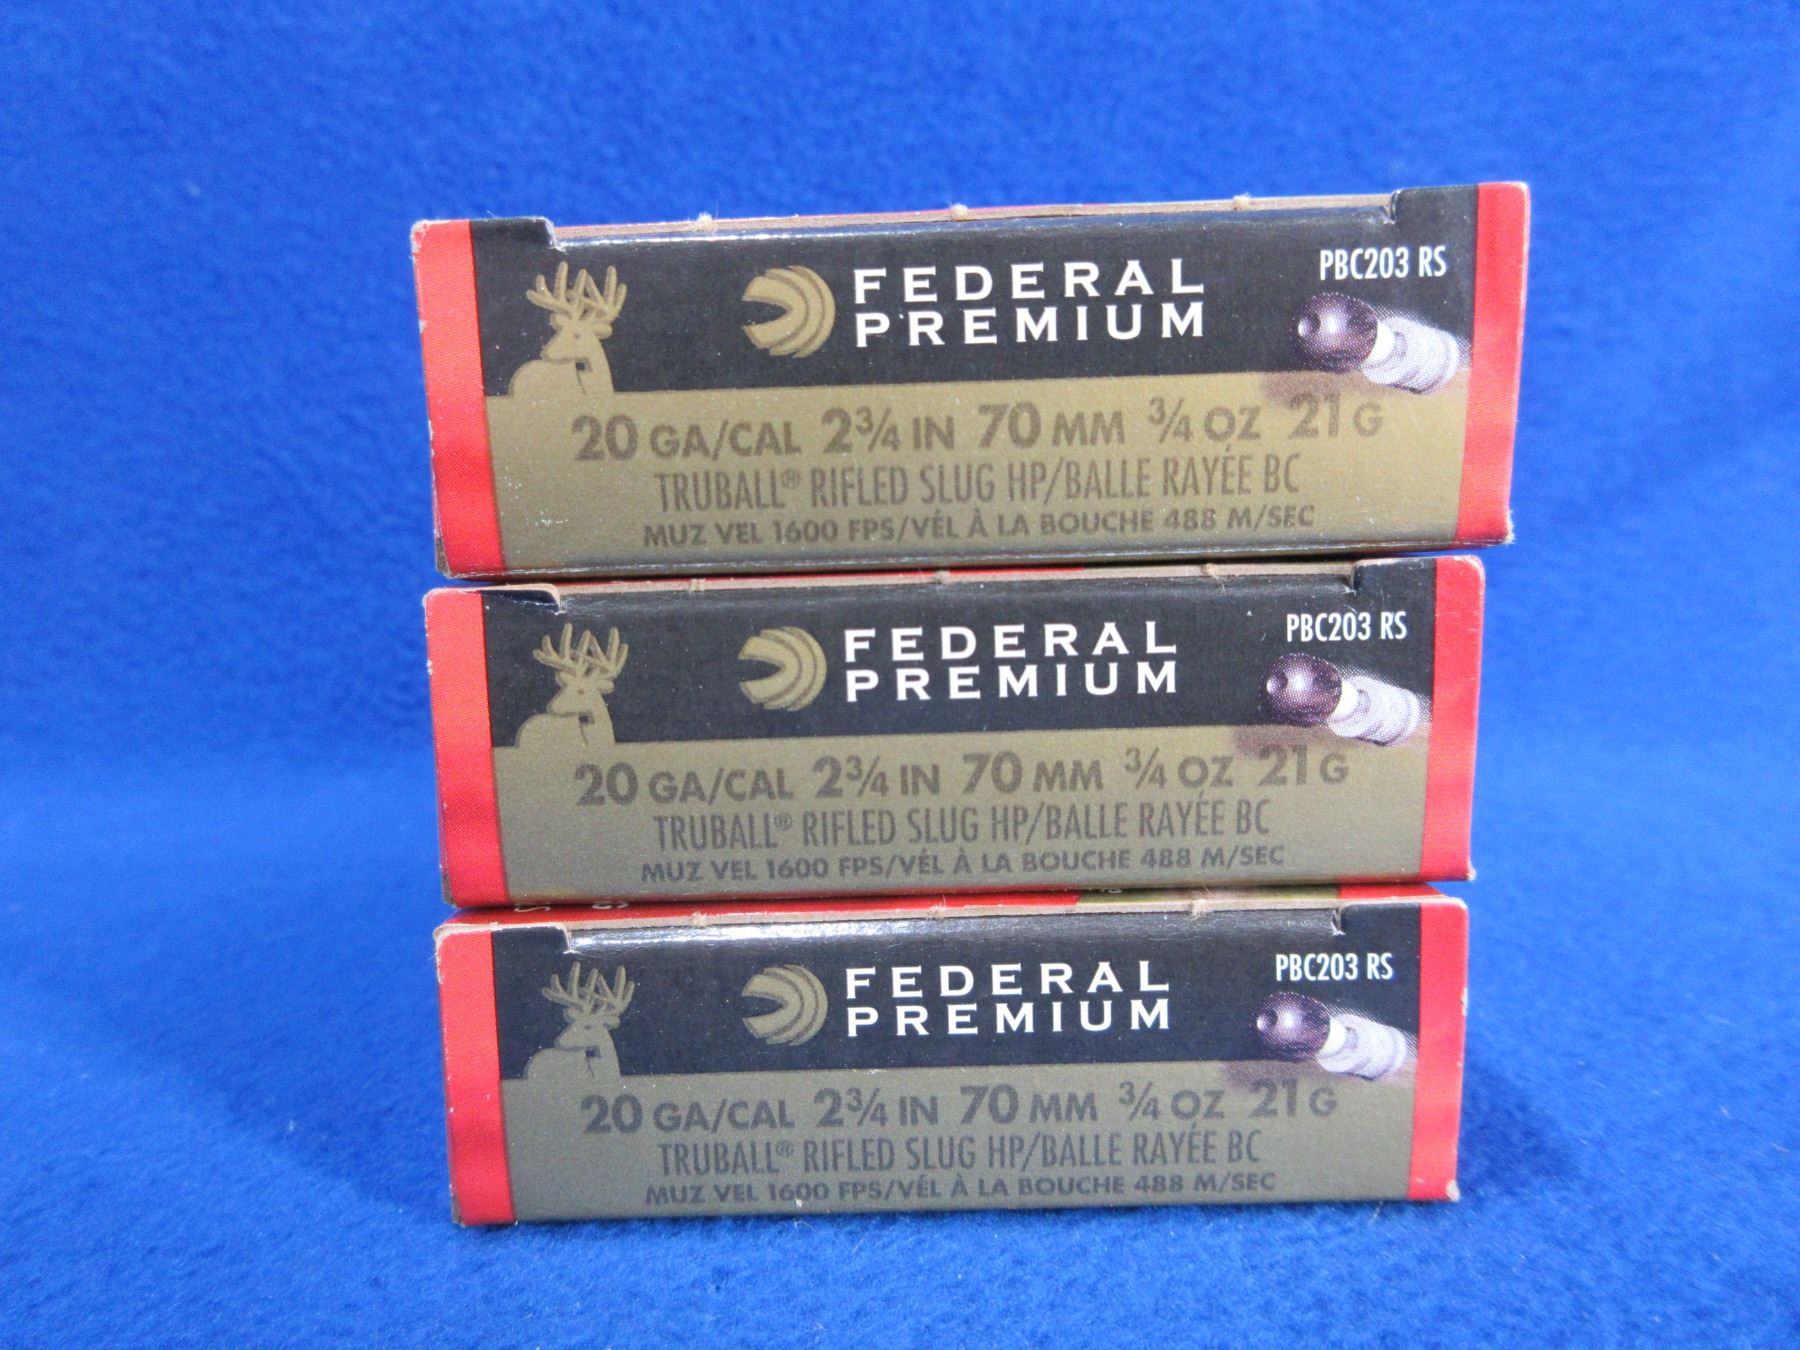 PBC203 RS
FEDERAL
PREMIUM
20 GA/CAL 2¾ IN 70 MM ¾ OZ 21 G
TRUBALL® RIFLED SLUG HP/BALLE RAYÉE BC
MUZ VEL 1600 FPS/VÉL À LA BOUCHE 488 M/SEC
PBC203 RS
FEDERAL
PREMIUM
20 GA/CAL 2¾ IN 70 MM ¾ OZ 21 G
TRUBALL® RIFLED SLUG HP/BALLE RAYÉE BC
MUZ VEL 1600 FPS/VÉL À LA BOUCHE 488 M/SEC
PBC203 RS
FEDERAL
PREMIUM
20 GA/CAL 2¾ IN 70 MM ¾ OZ 21 G
TRUBALL® RIFLED SLUG HP/BALLE RAYÉE BC
MUZ VEL 1600 FPS/VÉL À LA BOUCHE 488 M/SEC